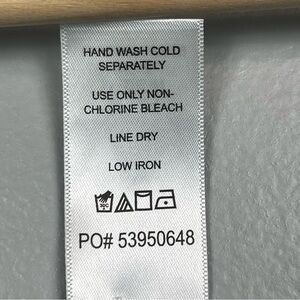 HAND WASH COLD
SEPARATELY
USE ONLY NON-
CHLORINE BLEACH
LINE DRY
LOW IRON
PO# 53950648